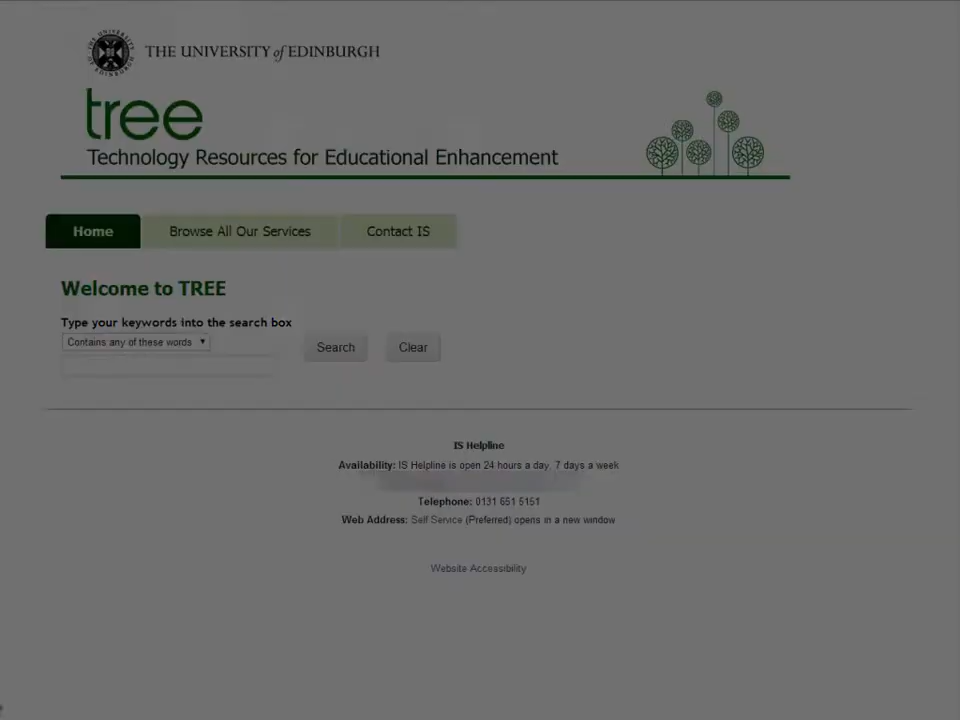 THE UNIVERSITY of EDINBURGH
tree
Technology Resources for Educational Enhancement
Home Browse All Our Services Contact IS
Welcome to TREE
Type your keywords into the search box
Contains any of these words
Search Clear
IS Helpline
Availability: IS Helpline is open 24 hours a day, 7 days a week
Telephone: 0131 651 5151
Web Address: Self Service (Preferred) opens in a new window
Website Accessibility